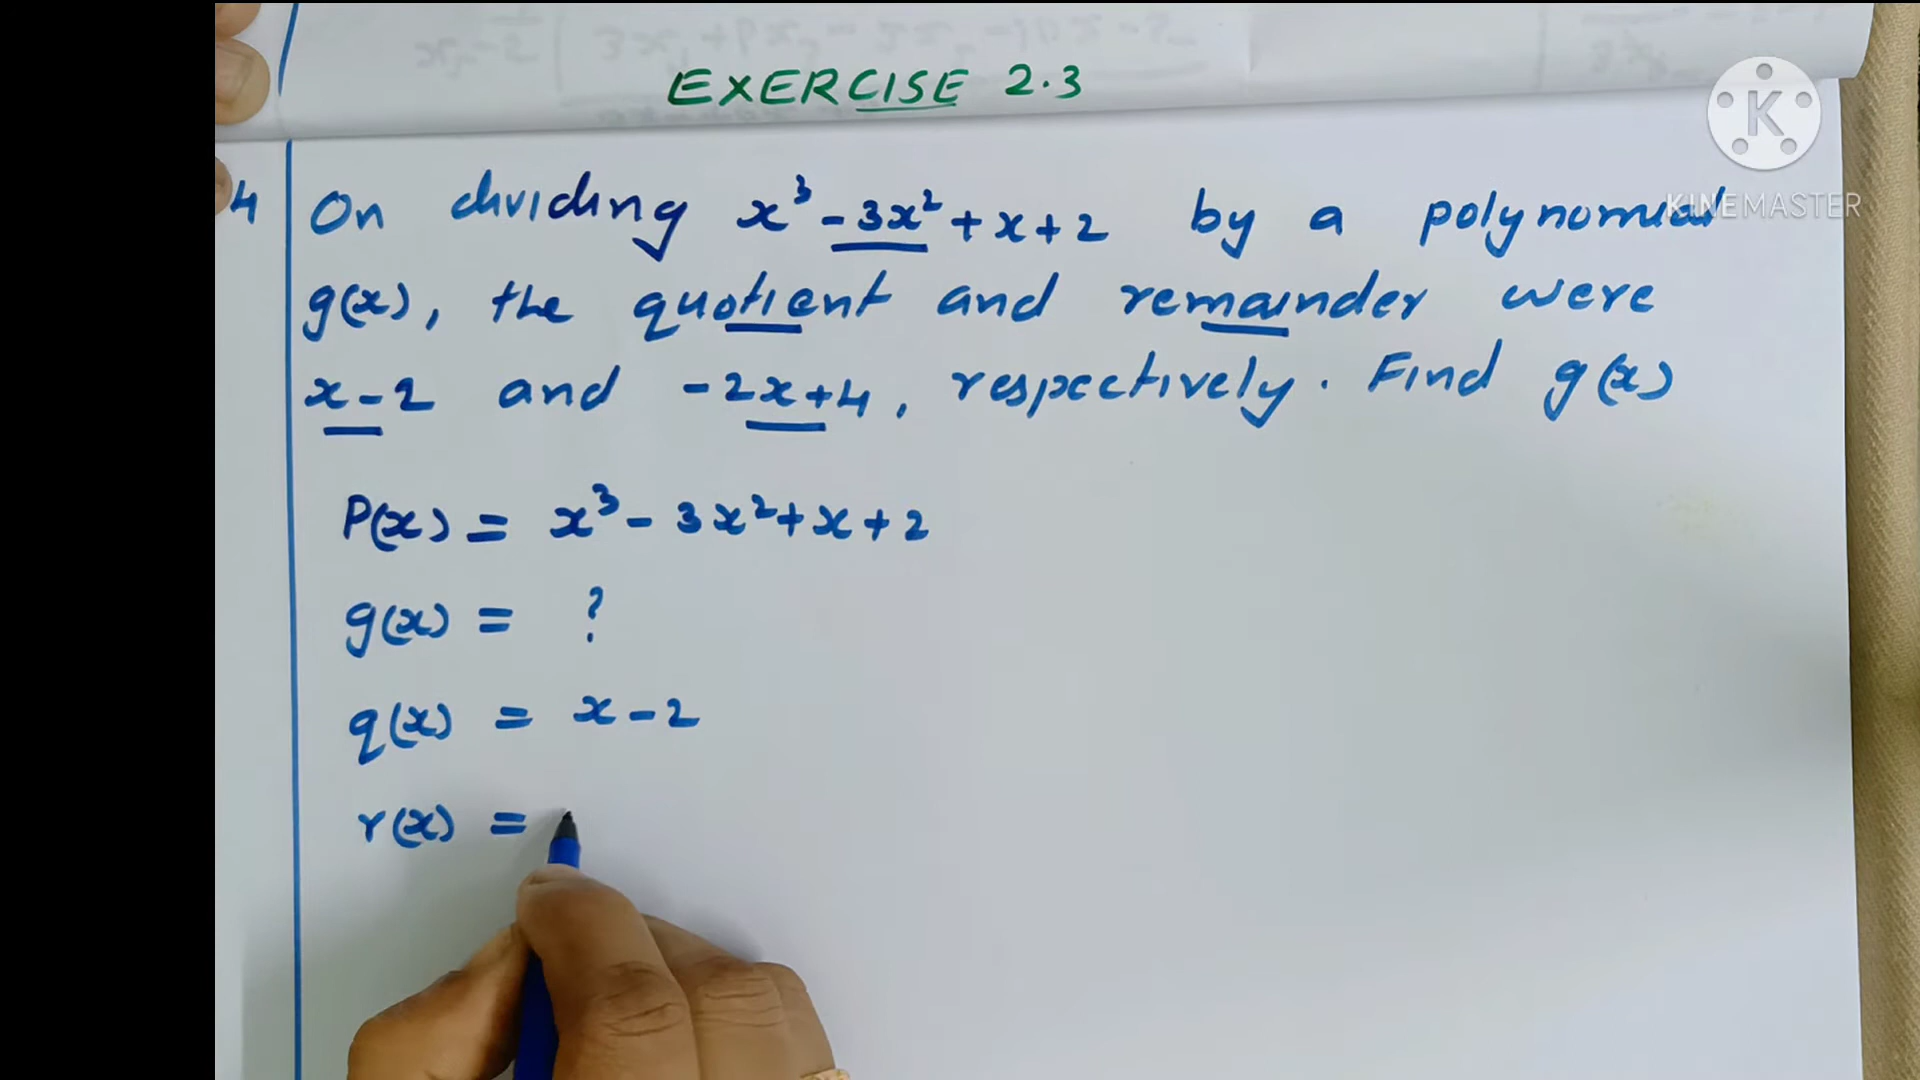 EXERCISE 2.3
K
KINEMASTER
4 On dividing x³ - 3x² + x + 2 by a polynomial
g(x), the quotient and remainder were
x - 2 and -2x + 4, respectively. Find g(x)
P(x) = x³ - 3x² + x + 2
g(x) = ?
q(x) = x - 2
r(x) =